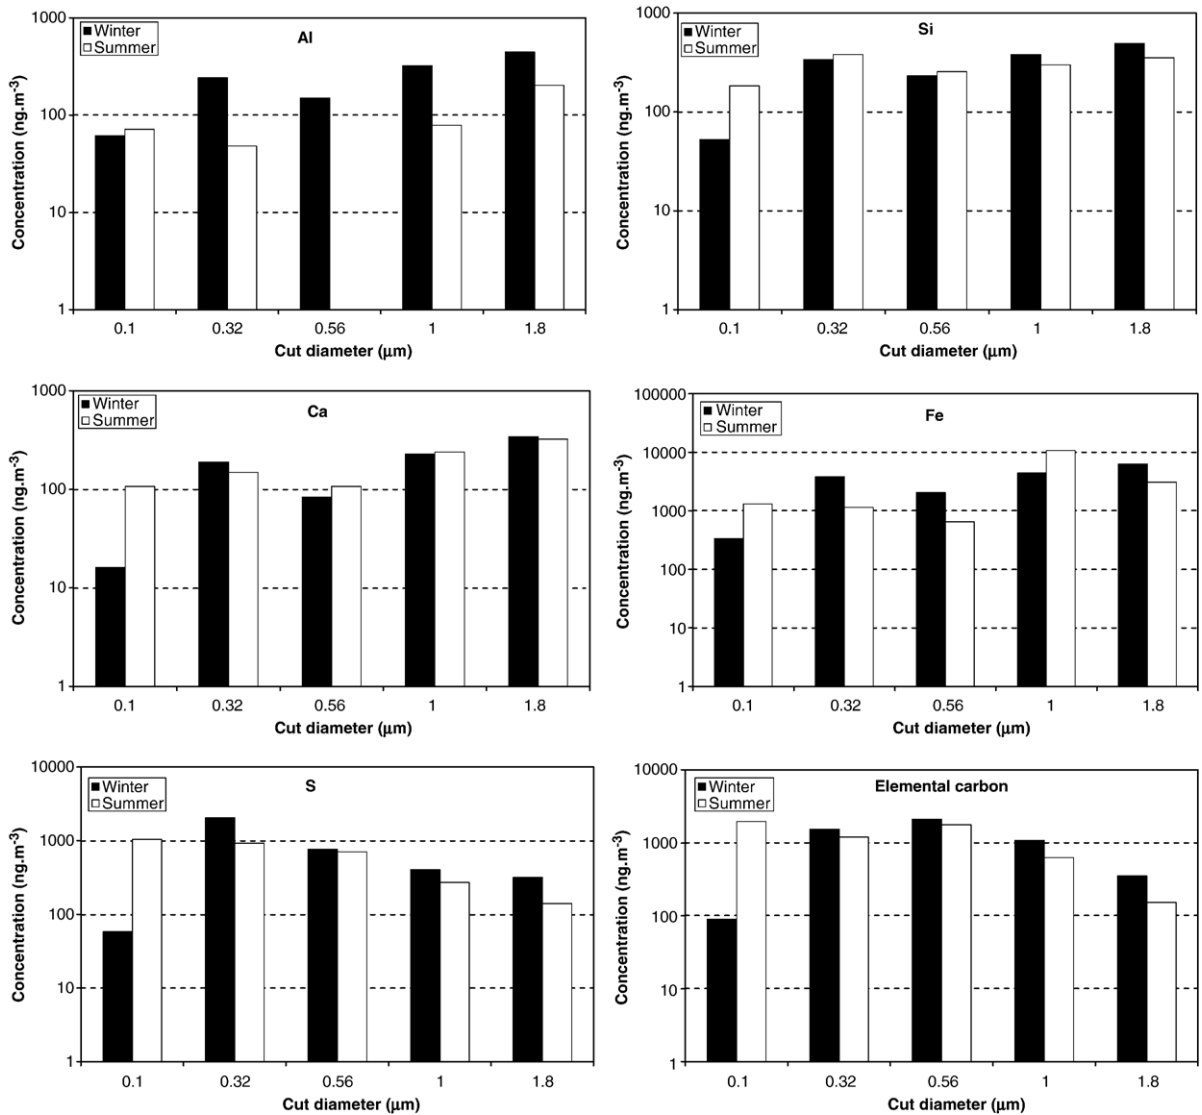 Al
Winter
Summer
Concentration (ng.m-3)
1000
100
10
1
0.1 0.32 0.56 1 1.8
Cut diameter (µm)
Si
Winter
Summer
Concentration (ng.m-3)
1000
100
10
1
0.1 0.32 0.56 1 1.8
Cut diameter (µm)
Ca
Winter
Summer
Concentration (ng.m-3)
1000
100
10
1
0.1 0.32 0.56 1 1.8
Cut diameter (µm)
Fe
Winter
Summer
Concentration (ng.m-3)
100000
10000
1000
100
10
1
0.1 0.32 0.56 1 1.8
Cut diameter (µm)
S
Winter
Summer
Concentration (ng.m-3)
10000
1000
100
10
1
0.1 0.32 0.56 1 1.8
Cut diameter (µm)
Elemental carbon
Winter
Summer
Concentration (ng.m-3)
10000
1000
100
10
1
0.1 0.32 0.56 1 1.8
Cut diameter (µm)